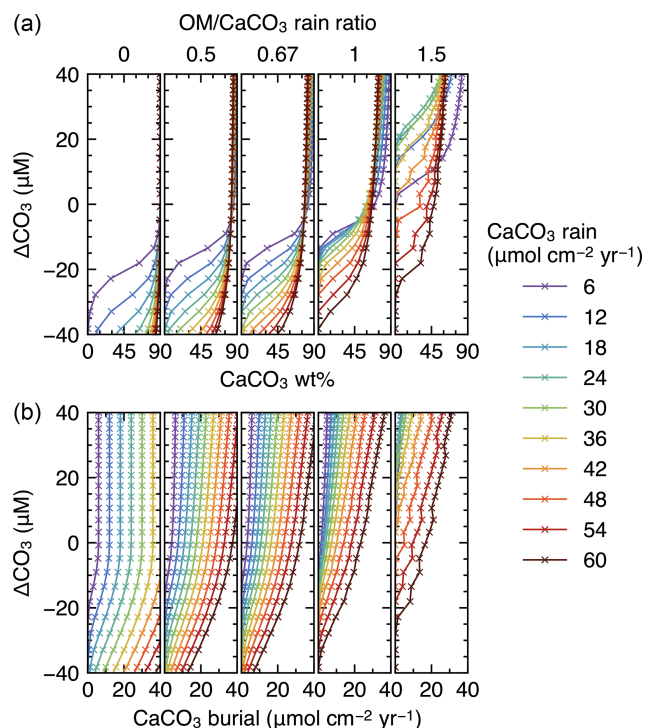 (a)
OM/CaCO₃ rain ratio
0 0.5 0.67 1 1.5
40
20
0
−20
−40
ΔCO₃ (μM)
0 45 90 45 90 45 90 45 90 45 90
CaCO₃ wt%
CaCO₃ rain
(μmol cm⁻² yr⁻¹)
6
12
18
24
30
36
42
48
54
60
(b)
40
20
0
−20
−40
ΔCO₃ (μM)
0 20 40 20 40 20 40 20 40 20 40
CaCO₃ burial (μmol cm⁻² yr⁻¹)